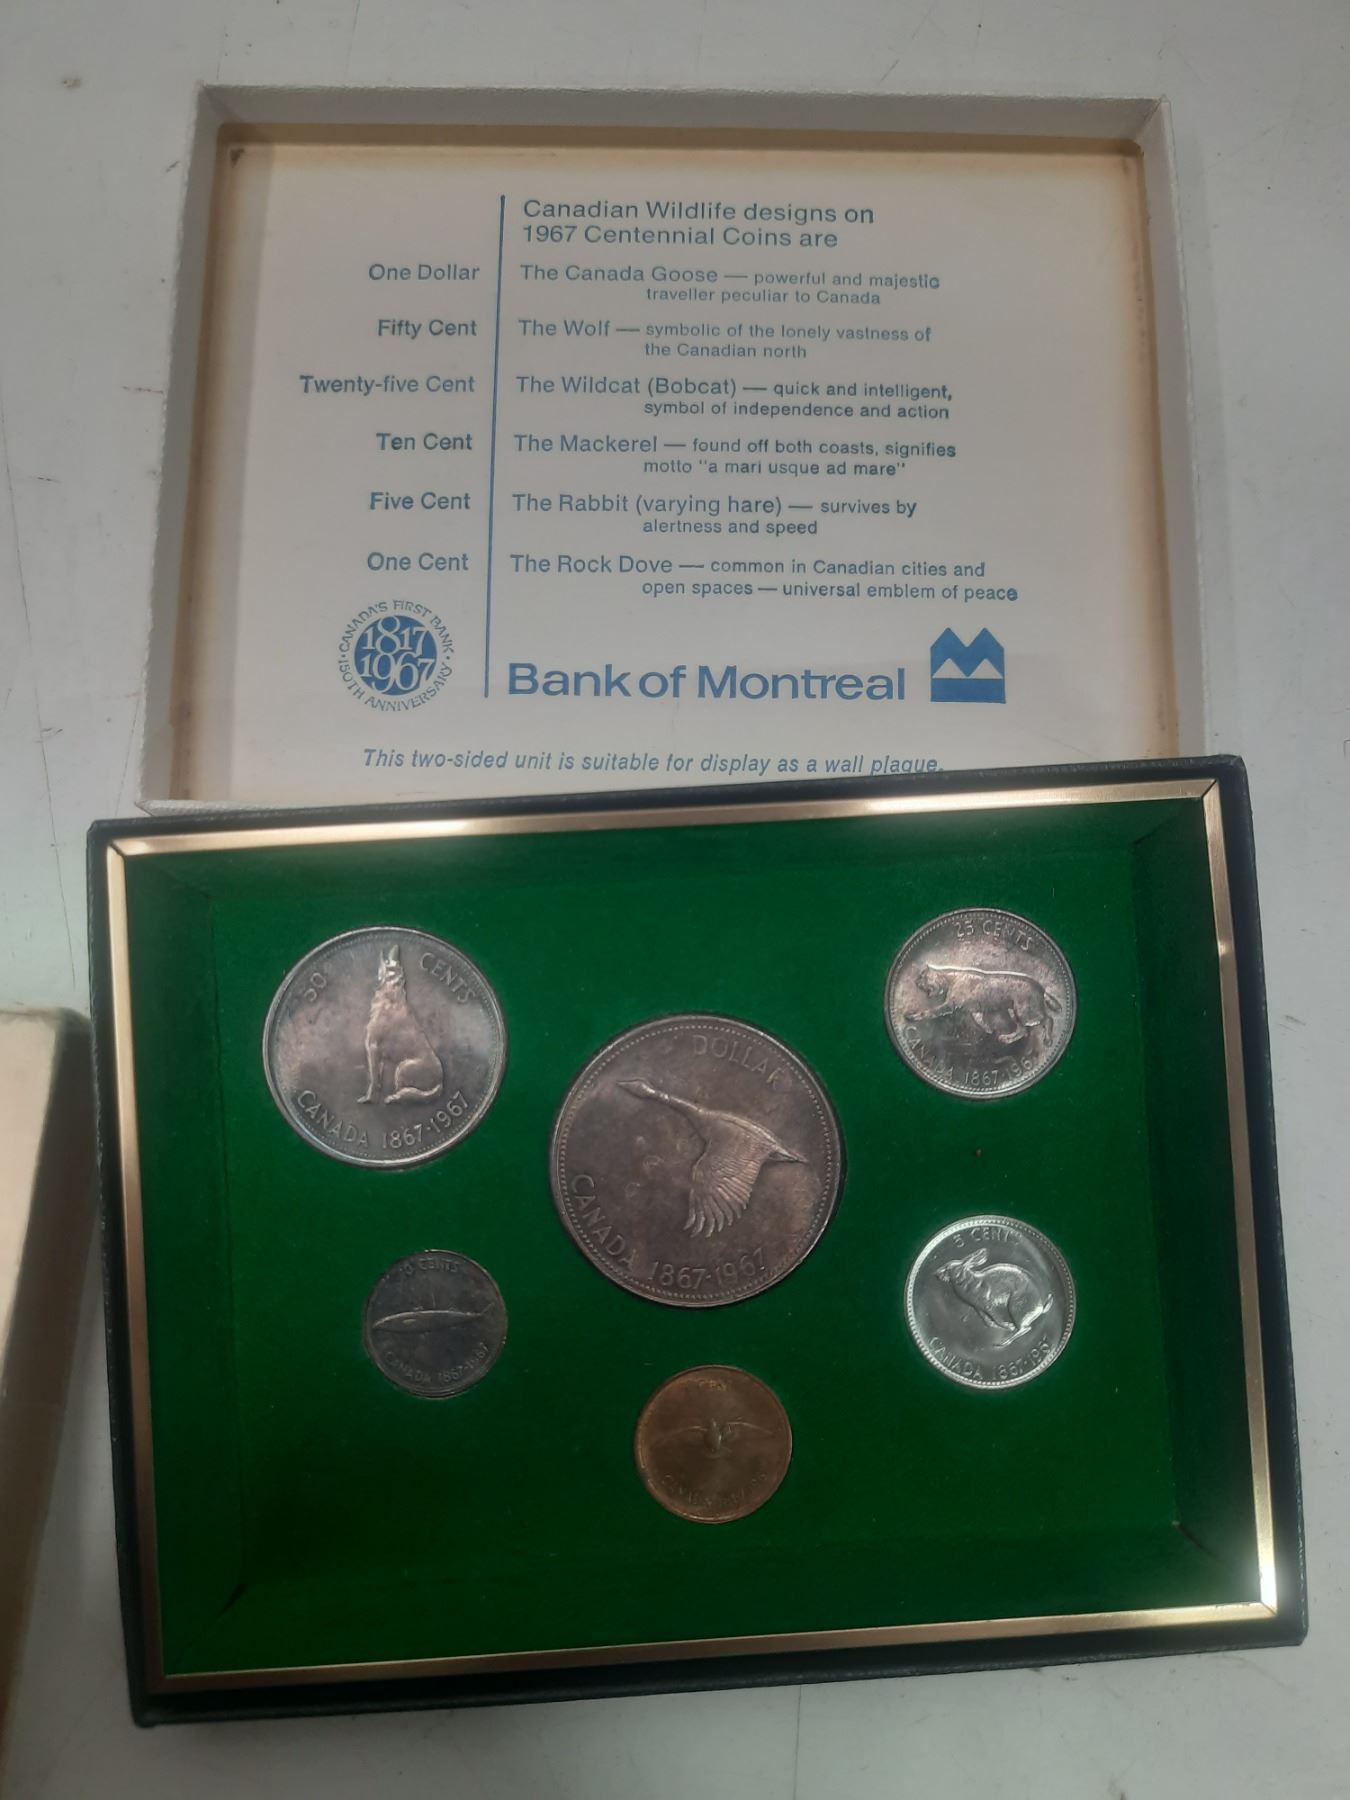 Canadian Wildlife designs on
1967 Centennial Coins are
One Dollar The Canada Goose — powerful and majestic
traveller peculiar to Canada
Fifty Cent The Wolf — symbolic of the lonely vastness of
the Canadian north
Twenty-five Cent The Wildcat (Bobcat) — quick and intelligent,
symbol of independence and action
Ten Cent The Mackerel — found off both coasts, signifies
motto "a mari usque ad mare"
Five Cent The Rabbit (varying hare) — survives by
alertness and speed
One Cent The Rock Dove — common in Canadian cities and
open spaces — universal emblem of peace
CANADA'S FIRST BANK
1817
1967
150TH ANNIVERSARY
Bank of Montreal
This two-sided unit is suitable for display as a wall plaque.
50 CENTS
CANADA 1867-1967
DOLLAR
CANADA 1867-1967
25 CENTS
CANADA 1867-1967
CENTS
CANADA 1867-1967
5 CENTS
CANADA 1867-1967
CENT
CANADA